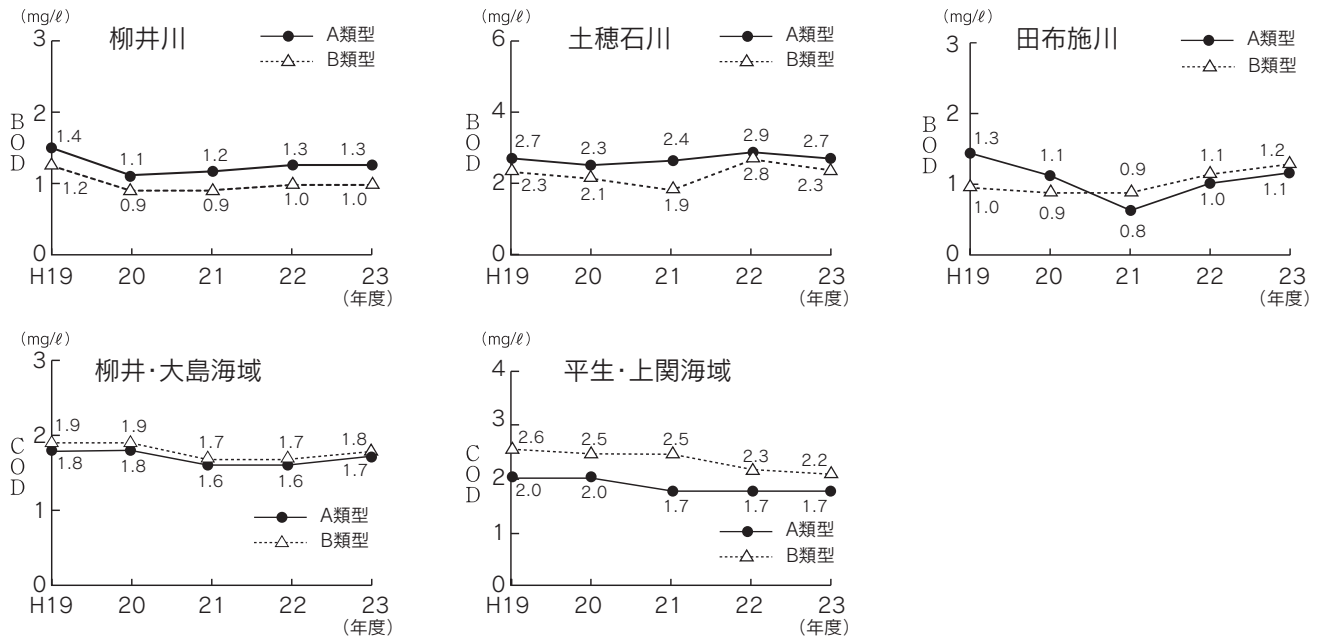 (mg/ℓ)
柳井川
A類型
B類型
BOD
3
2
1
0
1.4
1.1
1.2
1.3
1.3
1.2
0.9
0.9
1.0
1.0
H19 20 21 22 23
(年度)
(mg/ℓ)
土穂石川
A類型
B類型
BOD
6
4
2
0
2.7
2.3
2.4
2.9
2.7
2.3
2.1
1.9
2.8
2.3
H19 20 21 22 23
(年度)
(mg/ℓ)
田布施川
A類型
B類型
BOD
3
2
1
0
1.3
1.1
0.9
1.1
1.2
1.0
0.9
0.8
1.0
1.1
H19 20 21 22 23
(年度)
(mg/ℓ)
柳井・大島海域
COD
3
2
1
0
1.9
1.9
1.7
1.7
1.8
1.8
1.8
1.6
1.6
1.7
A類型
B類型
H19 20 21 22 23
(年度)
(mg/ℓ)
平生・上関海域
COD
4
3
2
1
0
2.6
2.5
2.5
2.3
2.2
2.0
2.0
1.7
1.7
1.7
A類型
B類型
H19 20 21 22 23
(年度)